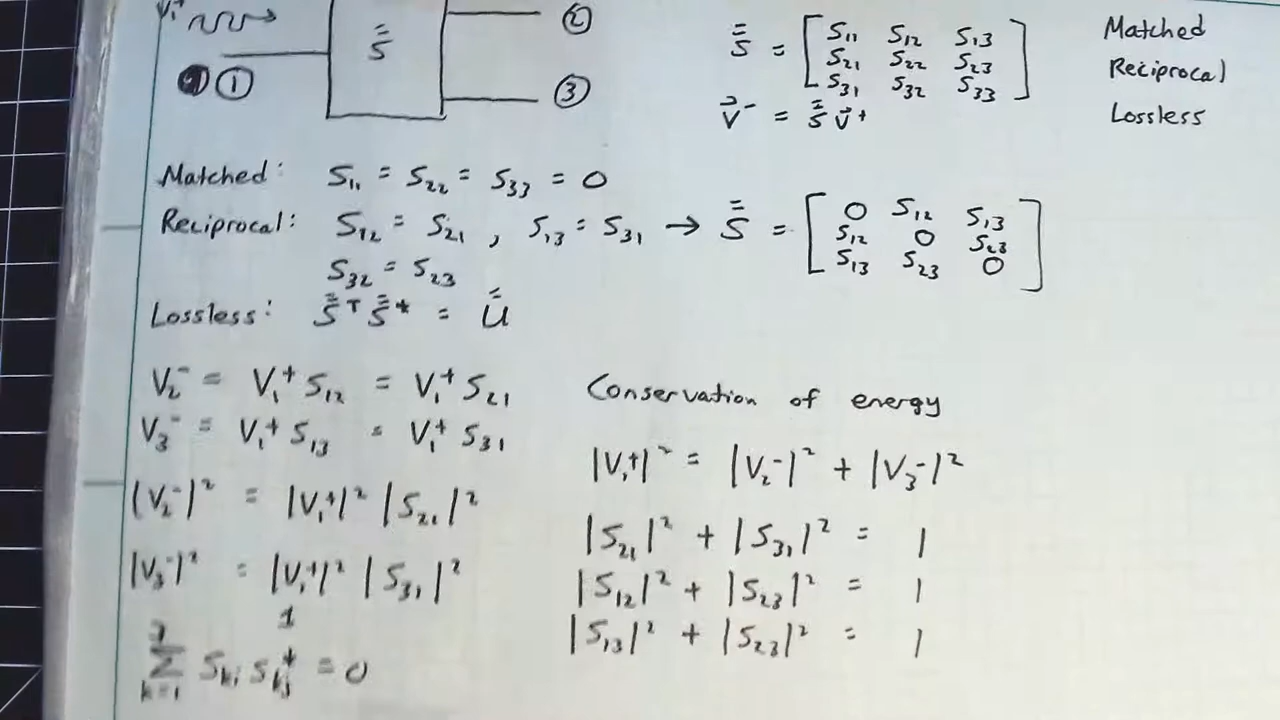 V₁⁺
S̿
②
① 
③
S̿ = [S₁₁ S₁₂ S₁₃
S₂₁ S₂₂ S₂₃
S₃₁ S₃₂ S₃₃]
V⃗⁻ = S̿ V⃗⁺
Matched
Reciprocal
Lossless
Matched: S₁₁ = S₂₂ = S₃₃ = 0
Reciprocal: S₁₂ = S₂₁ , S₁₃ = S₃₁ → S̿ = [0 S₁₂ S₁₃
S₁₂ 0 S₂₃
S₁₃ S₂₃ 0]
S₃₂ = S₂₃
Lossless: S̿ᵀ S̿* = U̿
V₂⁻ = V₁⁺ S₁₂ = V₁⁺ S₂₁
V₃⁻ = V₁⁺ S₁₃ = V₁⁺ S₃₁
|V₂⁻|² = |V₁⁺|² |S₂₁|²
|V₃⁻|² = |V₁⁺|² |S₃₁|²
Conservation of energy
|V₁⁺|² = |V₂⁻|² + |V₃⁻|²
|S₂₁|² + |S₃₁|² = 1
|S₁₂|² + |S₂₃|² = 1
|S₁₃|² + |S₂₃|² = 1
Σ k=1 Sₖᵢ Sₖⱼ* = 0